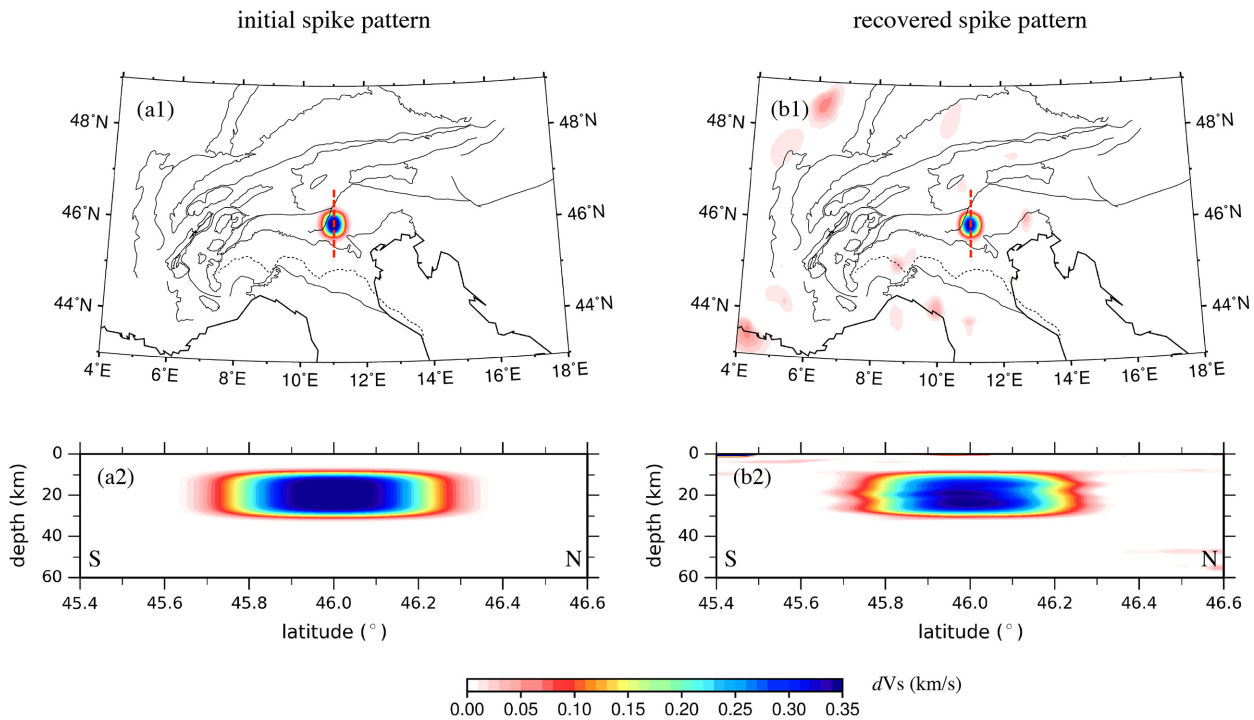 initial spike pattern
recovered spike pattern
(a1)
48˚N 48˚N
46˚N 46˚N
44˚N 44˚N
4˚E 6˚E 8˚E 10˚E 12˚E 14˚E 16˚E 18˚E
(b1)
48˚N 48˚N
46˚N 46˚N
44˚N 44˚N
4˚E 6˚E 8˚E 10˚E 12˚E 14˚E 16˚E 18˚E
(a2)
depth (km)
0
20
40
60
S N
45.4 45.6 45.8 46.0 46.2 46.4 46.6
latitude (°)
(b2)
depth (km)
0
20
40
60
S N
45.4 45.6 45.8 46.0 46.2 46.4 46.6
latitude (°)
dVs (km/s)
0.00 0.05 0.10 0.15 0.20 0.25 0.30 0.35